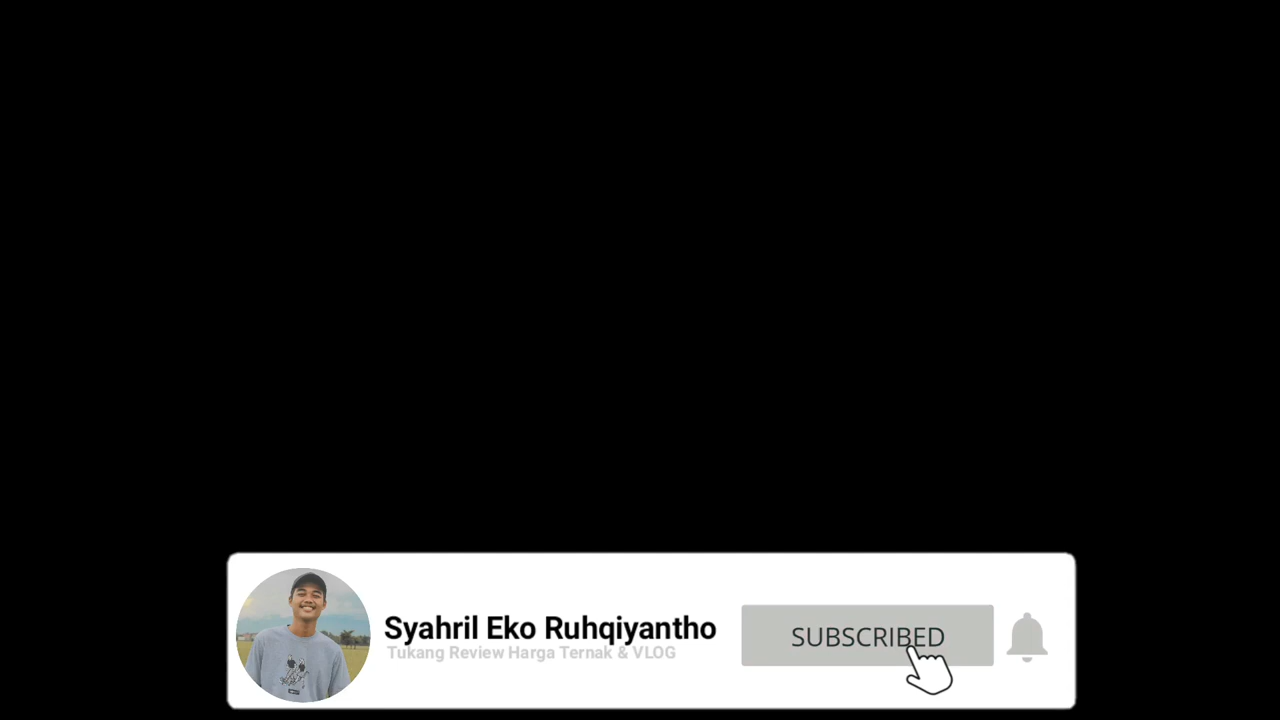 Syahril Eko Ruhqiyantho
Tukang Review Harga Ternak & VLOG
SUBSCRIBED